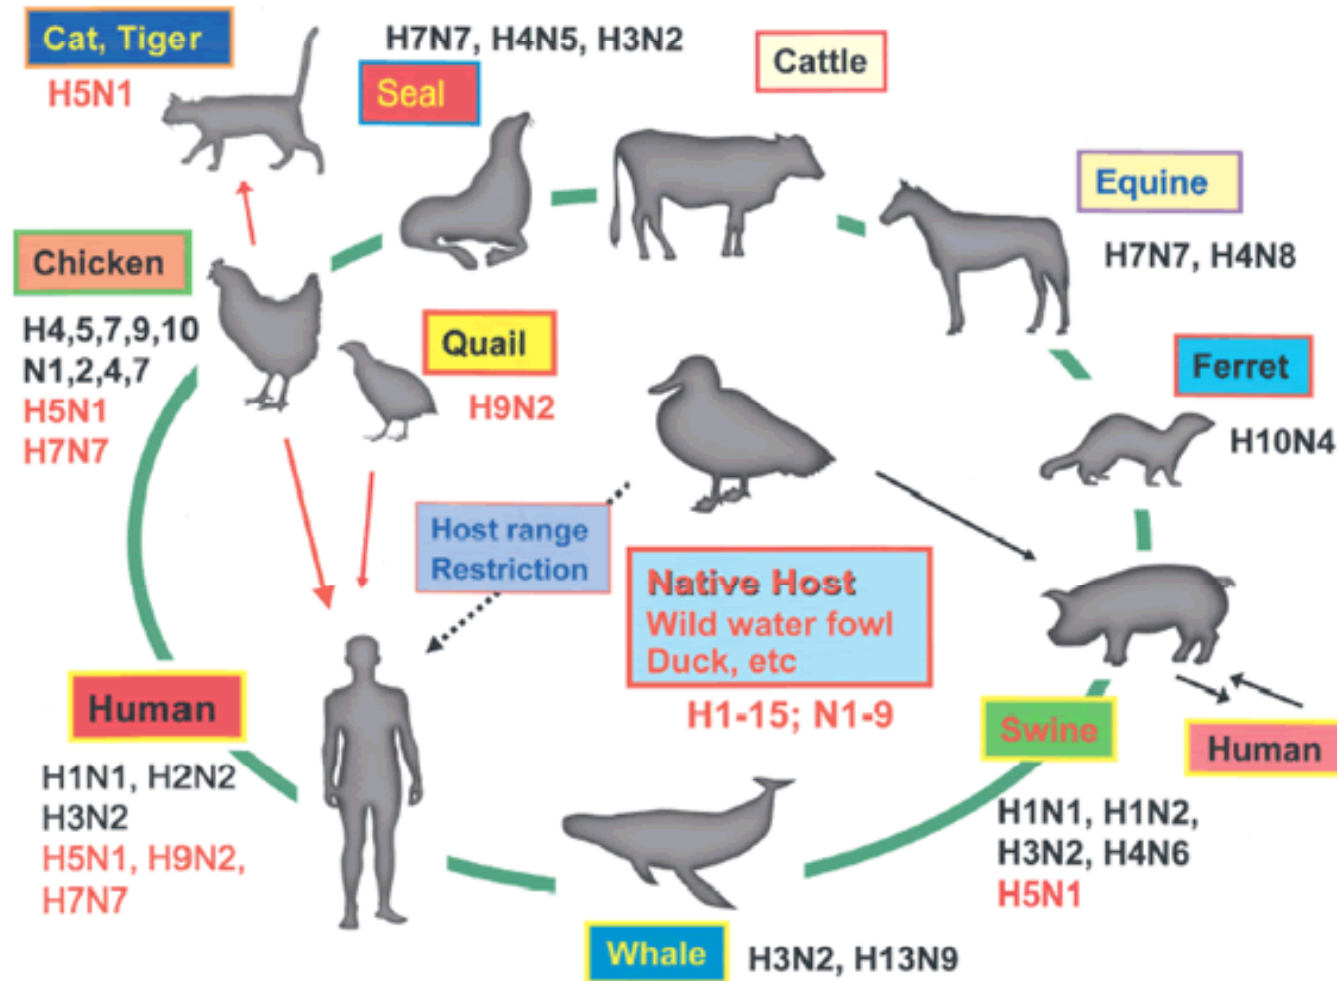 Cat, Tiger
H5N1
H7N7, H4N5, H3N2
Seal
Cattle
Equine
H7N7, H4N8
Chicken
H4,5,7,9,10
N1,2,4,7
H5N1
H7N7
Quail
H9N2
Ferret
H10N4
Host range
Restriction
Native Host
Wild water fowl
Duck, etc
H1-15; N1-9
Human
H1N1, H2N2
H3N2
H5N1, H9N2,
H7N7
Swine
Human
H1N1, H1N2,
H3N2, H4N6
H5N1
Whale
H3N2, H13N9